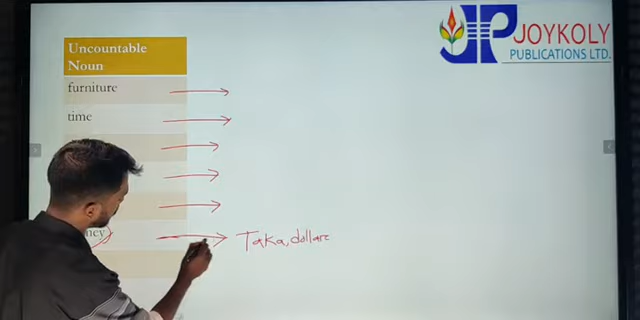 JOYKOLY
PUBLICATIONS LTD.
Uncountable
Noun
furniture
time
Taka, dollar